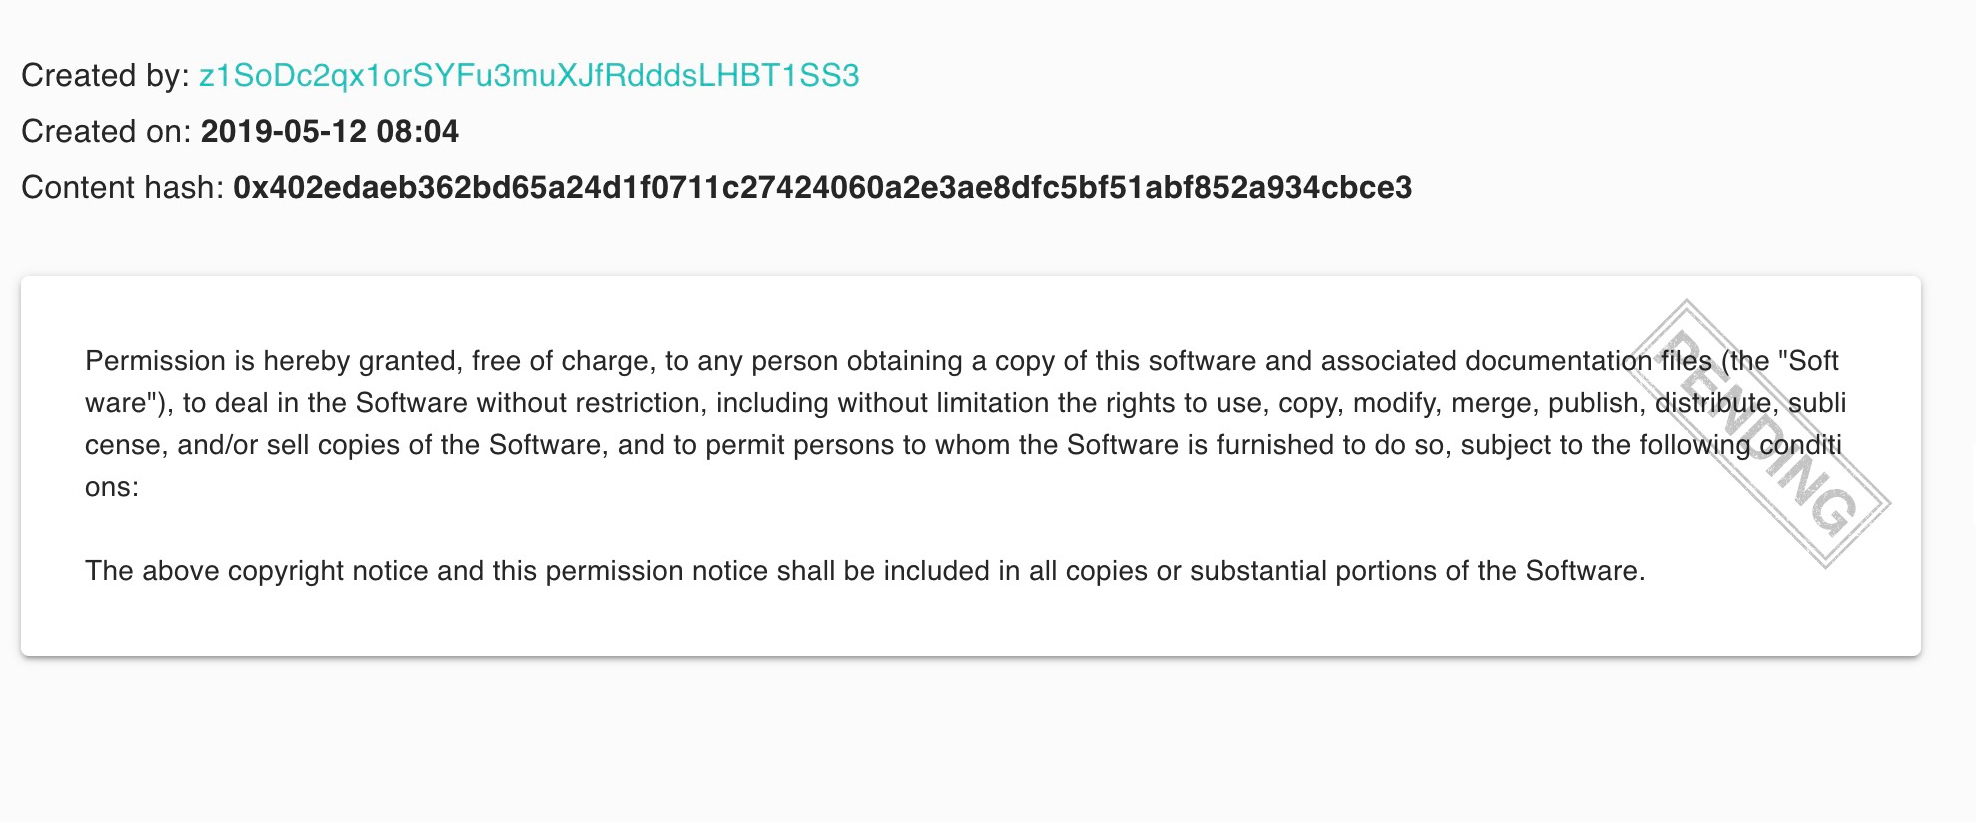 Created by: z1SoDc2qx1orSYFu3muXJfRdddsLHBT1SS3
Created on: 2019-05-12 08:04
Content hash: 0x402edaeb362bd65a24d1f0711c27424060a2e3ae8dfc5bf51abf852a934cbce3
Permission is hereby granted, free of charge, to any person obtaining a copy of this software and associated documentation files (the "Soft
ware"), to deal in the Software without restriction, including without limitation the rights to use, copy, modify, merge, publish, distribute, subli
cense, and/or sell copies of the Software, and to permit persons to whom the Software is furnished to do so, subject to the following conditi
ons:
The above copyright notice and this permission notice shall be included in all copies or substantial portions of the Software.
PENDING